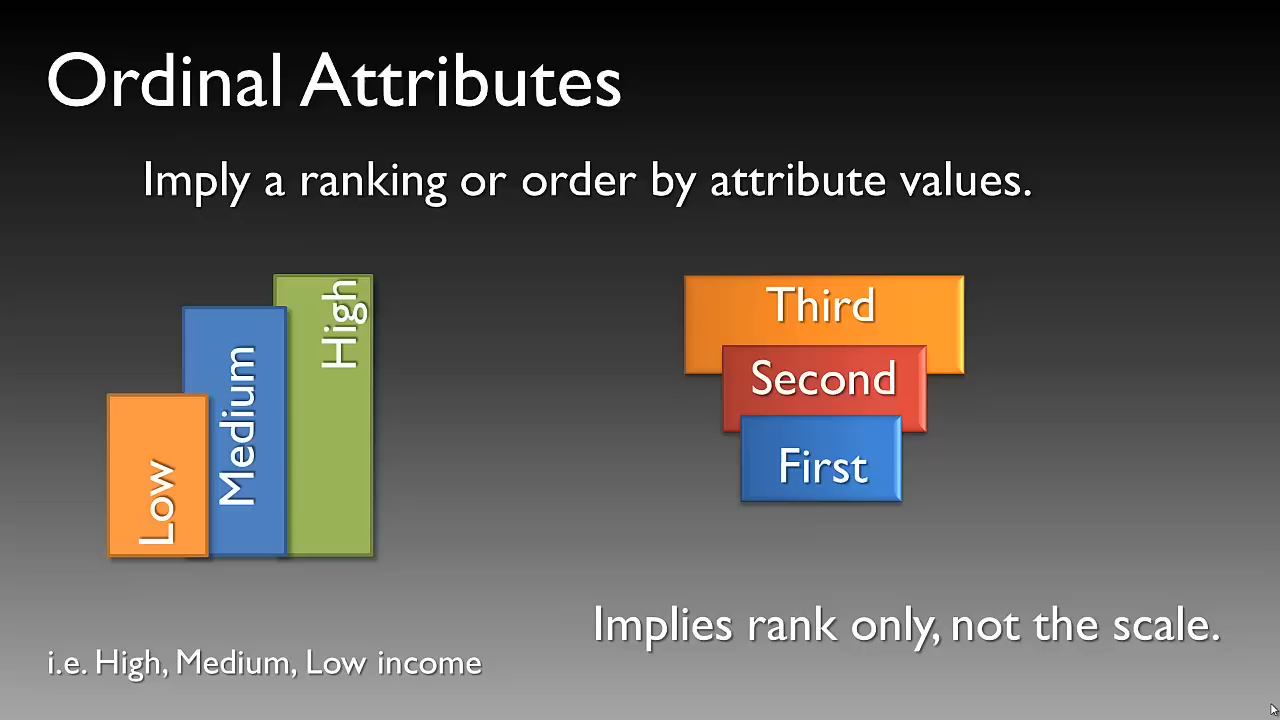 Ordinal Attributes
Imply a ranking or order by attribute values.
Low
Medium
High
Third
Second
First
Implies rank only, not the scale.
i.e. High, Medium, Low income